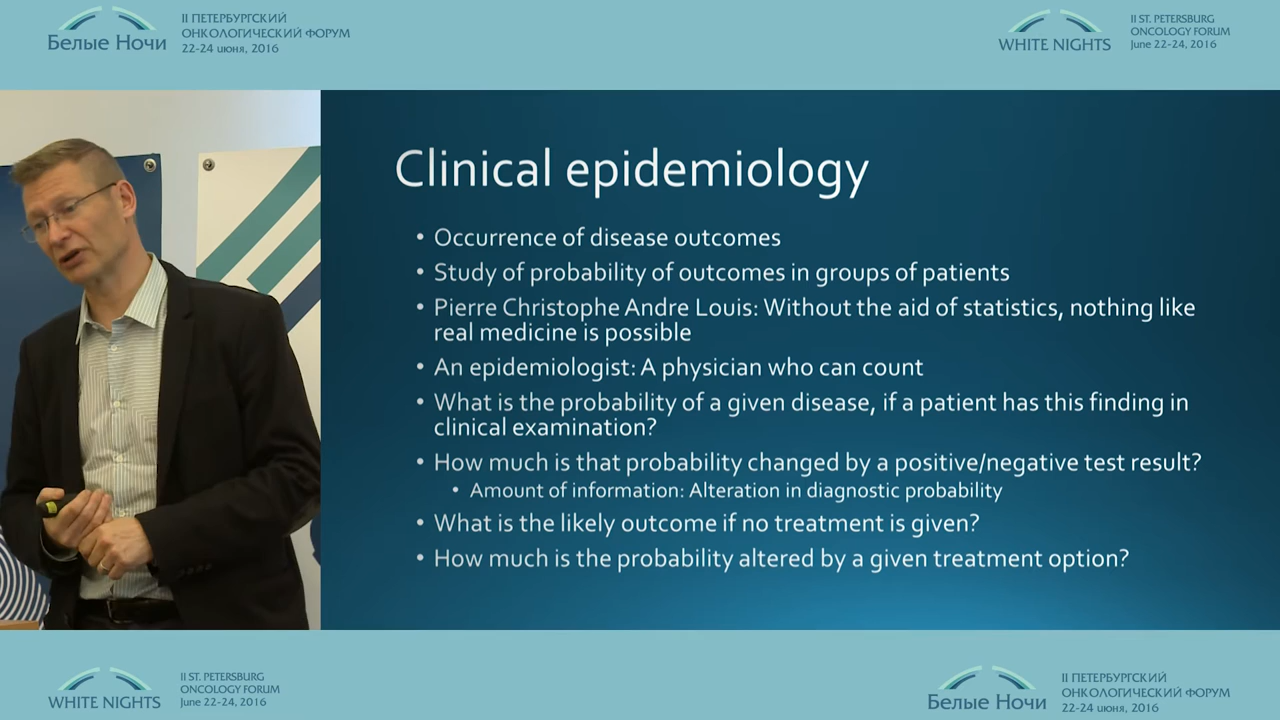 Белые Ночи
II ПЕТЕРБУРГСКИЙ
ОНКОЛОГИЧЕСКИЙ ФОРУМ
22-24 июня, 2016
WHITE NIGHTS
II ST. PETERSBURG
ONCOLOGY FORUM
June 22-24, 2016
Clinical epidemiology
• Occurrence of disease outcomes
• Study of probability of outcomes in groups of patients
• Pierre Christophe Andre Louis: Without the aid of statistics, nothing like
real medicine is possible
• An epidemiologist: A physician who can count
• What is the probability of a given disease, if a patient has this finding in
clinical examination?
• How much is that probability changed by a positive/negative test result?
• Amount of information: Alteration in diagnostic probability
• What is the likely outcome if no treatment is given?
• How much is the probability altered by a given treatment option?
WHITE NIGHTS
II ST. PETERSBURG
ONCOLOGY FORUM
June 22-24, 2016
Белые Ночи
II ПЕТЕРБУРГСКИЙ
ОНКОЛОГИЧЕСКИЙ ФОРУМ
22-24 июня, 2016